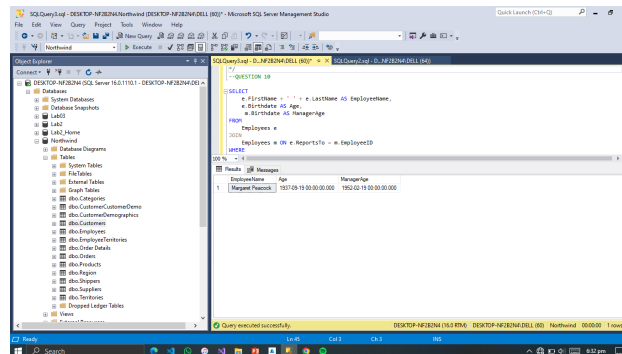 SQLQuery3.sql - DESKTOP-NF2B2N4.Northwind (DESKTOP-NF2B2N4\DELL (60))* - Microsoft SQL Server Management Studio
Quick Launch (Ctrl+Q)
File Edit View Query Project Tools Window Help
New Query
Northwind
Execute
Object Explorer
Connect
DESKTOP-NF2B2N4 (SQL Server 16.0.1110.1 - DESKTOP-NF2B2N4\DEL
Databases
System Databases
Database Snapshots
Lab03
Lab2
Lab2_Home
Northwind
Database Diagrams
Tables
System Tables
FileTables
External Tables
Graph Tables
dbo.Categories
dbo.CustomerCustomerDemo
dbo.CustomerDemographics
dbo.Customers
dbo.Employees
dbo.EmployeeTerritories
dbo.Order Details
dbo.Orders
dbo.Products
dbo.Region
dbo.Shippers
dbo.Suppliers
dbo.Territories
Dropped Ledger Tables
Views
SQLQuery3.sql - D...NF2B2N4\DELL (60))* SQLQuery2.sql - D...NF2B2N4\DELL (64))
*/
--QUESTION 10
SELECT
e.FirstName + ' ' + e.LastName AS EmployeeName,
e.Birthdate AS Age,
m.Birthdate AS ManagerAge
FROM
Employees e
JOIN
Employees m ON e.ReportsTo = m.EmployeeID
WHERE
100 %
Results Messages
EmployeeName Age ManagerAge
1 Margaret Peacock 1937-09-19 00:00:00.000 1952-02-19 00:00:00.000
Query executed successfully. DESKTOP-NF2B2N4 (16.0 RTM) DESKTOP-NF2B2N4\DELL (60) Northwind 00:00:00 1 rows
Ready Ln 45 Col 3 Ch 3 INS
Search 6:32 pm